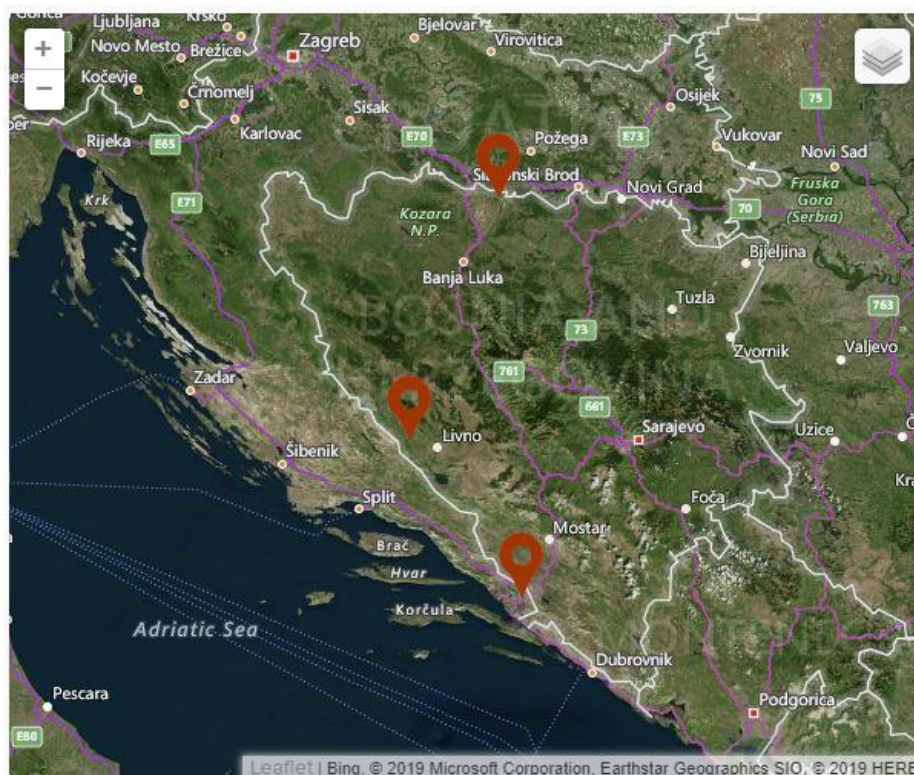 Ljubljana
Krško
Bjelovar
Virovitica
Novo Mesto
Brežice
Zagreb
Kočevje
Črnomelj
Osijek
75
Sisak
E70
Požega
E73
Karlovac
Vukovar
Rijeka
E65
Novi Sad
Krk
E71
Novi Grad
70
Fruska
Gora
(Serbia)
Kozara
N.P.
Banja Luka
Bijeljina
Tuzla
763
BOSNIA AND
73
Zvornik
Valjevo
761
Zadar
661
Livno
Sarajevo
Uzice
Šibenik
Split
Foča
Mostar
Brač
Hvar
Korčula
Adriatic Sea
Dubrovnik
Pescara
Podgorica
E80
+
−
Leaflet | Bing, © 2019 Microsoft Corporation, Earthstar Geographics SIO, © 2019 HERE